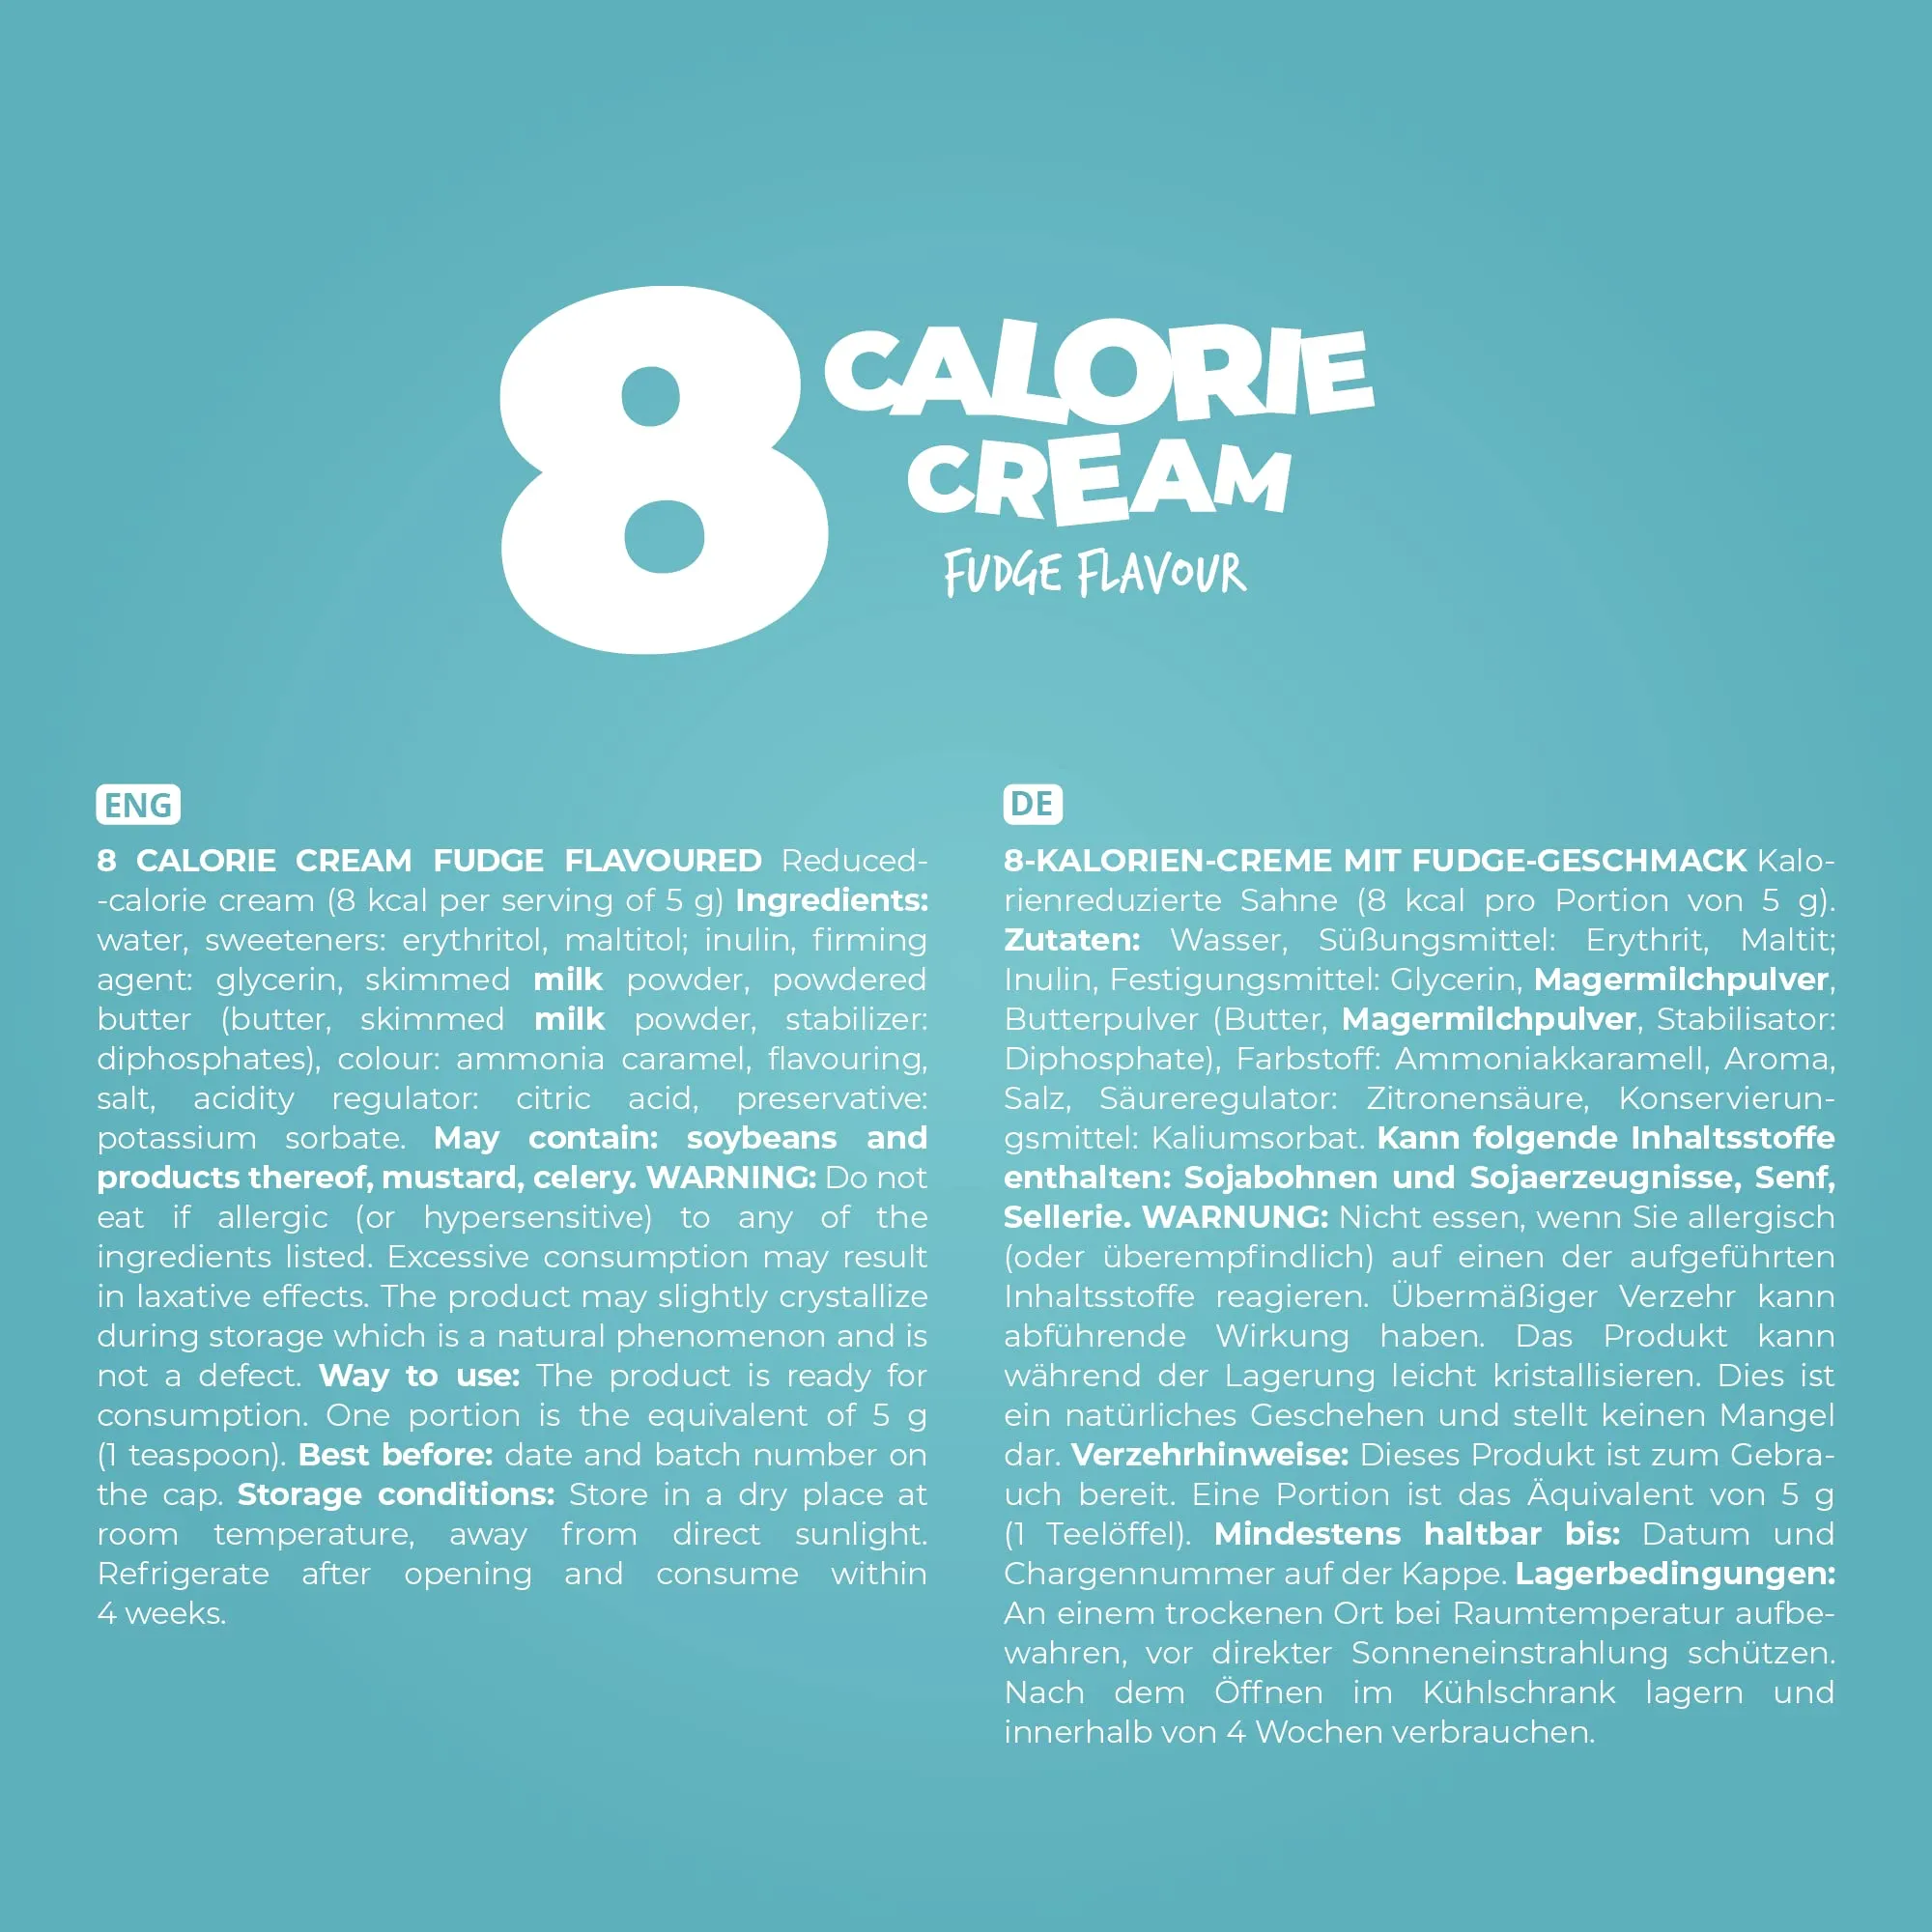 8 CALORIE
CREAM
FUDGE FLAVOUR
ENG
8 CALORIE CREAM FUDGE FLAVOURED Reduced-
-calorie cream (8 kcal per serving of 5 g) Ingredients:
water, sweeteners: erythritol, maltitol; inulin, firming
agent: glycerin, skimmed milk powder, powdered
butter (butter, skimmed milk powder, stabilizer:
diphosphates), colour: ammonia caramel, flavouring,
salt, acidity regulator: citric acid, preservative:
potassium sorbate. May contain: soybeans and
products thereof, mustard, celery. WARNING: Do not
eat if allergic (or hypersensitive) to any of the
ingredients listed. Excessive consumption may result
in laxative effects. The product may slightly crystallize
during storage which is a natural phenomenon and is
not a defect. Way to use: The product is ready for
consumption. One portion is the equivalent of 5 g
(1 teaspoon). Best before: date and batch number on
the cap. Storage conditions: Store in a dry place at
room temperature, away from direct sunlight.
Refrigerate after opening and consume within
4 weeks.
DE
8-KALORIEN-CREME MIT FUDGE-GESCHMACK Kalo-
rienreduzierte Sahne (8 kcal pro Portion von 5 g).
Zutaten: Wasser, Süßungsmittel: Erythrit, Maltit;
Inulin, Festigungsmittel: Glycerin, Magermilchpulver,
Butterpulver (Butter, Magermilchpulver, Stabilisator:
Diphosphate), Farbstoff: Ammoniakkaramell, Aroma,
Salz, Säureregulator: Zitronensäure, Konservierun-
gsmittel: Kaliumsorbat. Kann folgende Inhaltsstoffe
enthalten: Sojabohnen und Sojaerzeugnisse, Senf,
Sellerie. WARNUNG: Nicht essen, wenn Sie allergisch
(oder überempfindlich) auf einen der aufgeführten
Inhaltsstoffe reagieren. Übermäßiger Verzehr kann
abführende Wirkung haben. Das Produkt kann
während der Lagerung leicht kristallisieren. Dies ist
ein natürliches Geschehen und stellt keinen Mangel
dar. Verzehrhinweise: Dieses Produkt ist zum Gebra-
uch bereit. Eine Portion ist das Äquivalent von 5 g
(1 Teelöffel). Mindestens haltbar bis: Datum und
Chargennummer auf der Kappe. Lagerbedingungen:
An einem trockenen Ort bei Raumtemperatur aufbe-
wahren, vor direkter Sonneneinstrahlung schützen.
Nach dem Öffnen im Kühlschrank lagern und
innerhalb von 4 Wochen verbrauchen.